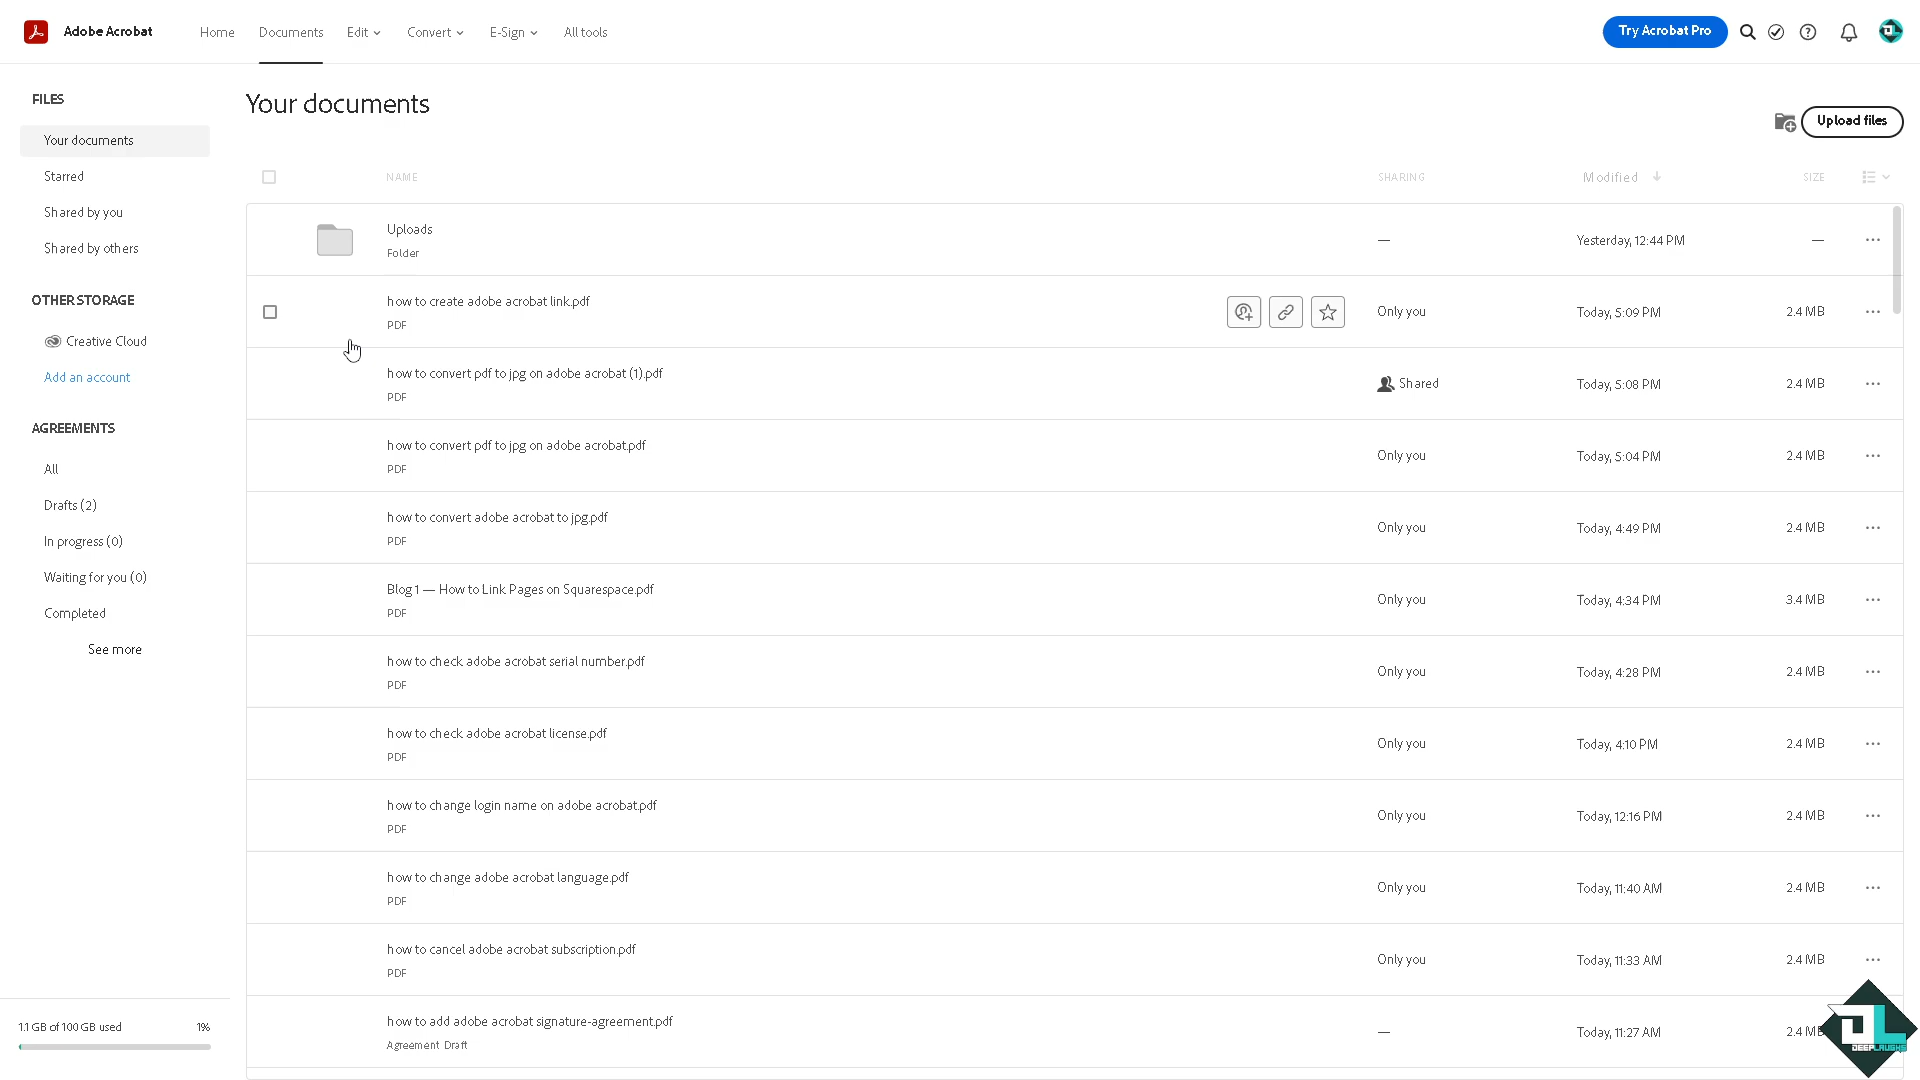 Adobe Acrobat
Home
Documents
Edit
Convert
E-Sign
All tools
Try Acrobat Pro
FILES
Your documents
Starred
Shared by you
Shared by others
OTHER STORAGE
Creative Cloud
Add an account
AGREEMENTS
All
Drafts (2)
In progress (0)
Waiting for you (0)
Completed
See more
1.1 GB of 100 GB used 1%
Your documents
Upload files
NAME SHARING Modified SIZE
Uploads
Folder
— Yesterday, 12:44 PM —
how to create adobe acrobat link.pdf
PDF
Only you Today, 5:09 PM 2.4 MB
how to convert pdf to jpg on adobe acrobat (1).pdf
PDF
Shared Today, 5:08 PM 2.4 MB
how to convert pdf to jpg on adobe acrobat.pdf
PDF
Only you Today, 5:04 PM 2.4 MB
how to convert adobe acrobat to jpg.pdf
PDF
Only you Today, 4:49 PM 2.4 MB
Blog 1 — How to Link Pages on Squarespace.pdf
PDF
Only you Today, 4:34 PM 3.4 MB
how to check adobe acrobat serial number.pdf
PDF
Only you Today, 4:28 PM 2.4 MB
how to check adobe acrobat license.pdf
PDF
Only you Today, 4:10 PM 2.4 MB
how to change login name on adobe acrobat.pdf
PDF
Only you Today, 12:16 PM 2.4 MB
how to change adobe acrobat language.pdf
PDF
Only you Today, 11:40 AM 2.4 MB
how to cancel adobe acrobat subscription.pdf
PDF
Only you Today, 11:33 AM 2.4 MB
how to add adobe acrobat signature-agreement.pdf
Agreement Draft
— Today, 11:27 AM 2.4 MB
DL
DEEPLAUGHS